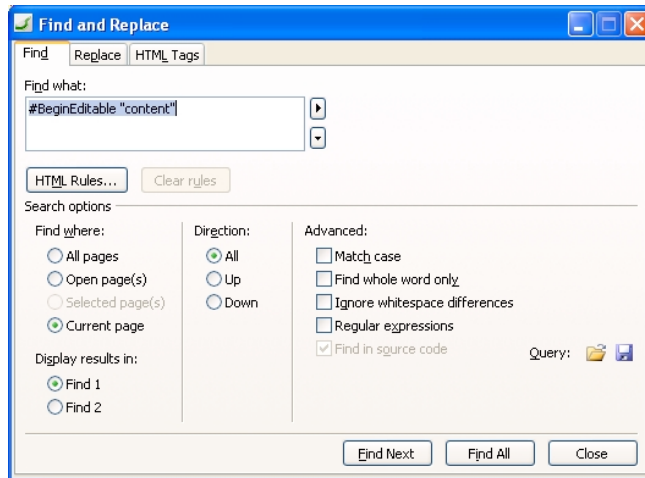 Find and Replace
Find Replace HTML Tags
Find what:
#BeginEditable "content"
HTML Rules... Clear rules
Search options
Find where: Direction: Advanced:
All pages All Match case
Open page(s) Up Find whole word only
Selected page(s) Down Ignore whitespace differences
Current page Regular expressions
Find in source code Query:
Display results in:
Find 1
Find 2
Find Next Find All Close